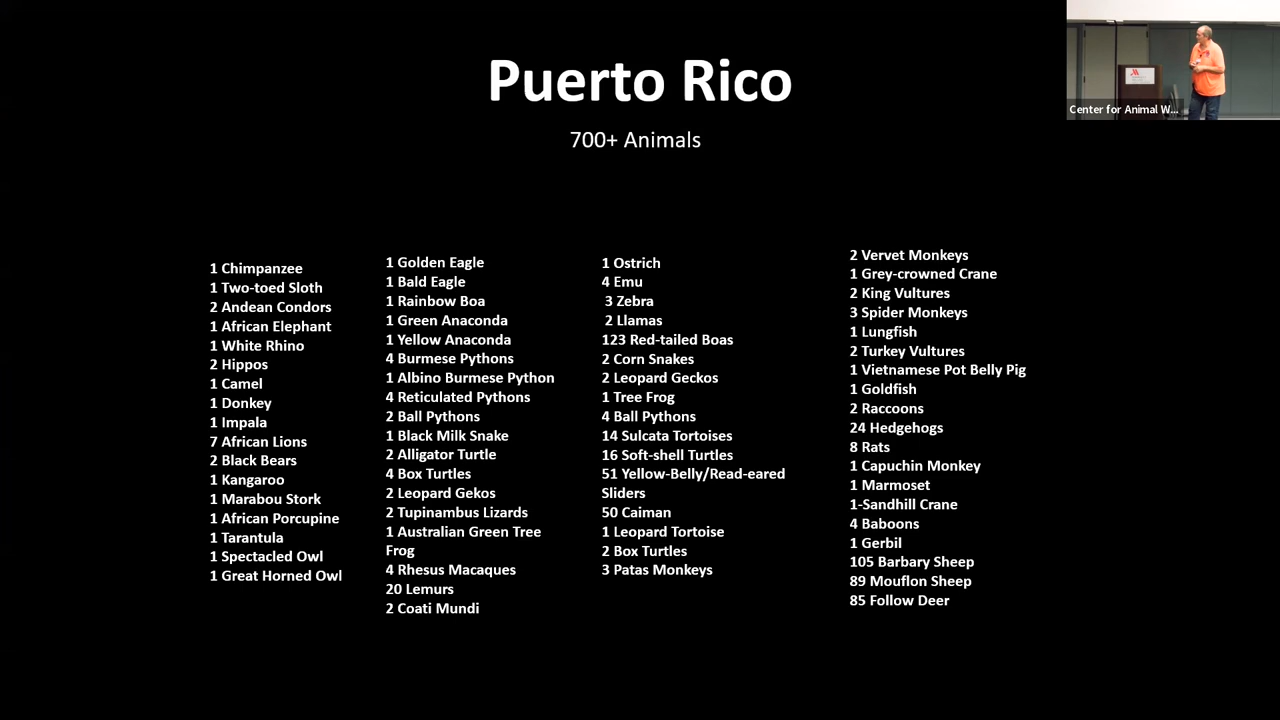 Puerto Rico
700+ Animals
1 Chimpanzee
1 Two-toed Sloth
2 Andean Condors
1 African Elephant
1 White Rhino
2 Hippos
1 Camel
1 Donkey
1 Impala
7 African Lions
2 Black Bears
1 Kangaroo
1 Marabou Stork
1 African Porcupine
1 Tarantula
1 Spectacled Owl
1 Great Horned Owl
1 Golden Eagle
1 Bald Eagle
1 Rainbow Boa
1 Green Anaconda
1 Yellow Anaconda
4 Burmese Pythons
1 Albino Burmese Python
4 Reticulated Pythons
2 Ball Pythons
1 Black Milk Snake
2 Alligator Turtle
4 Box Turtles
2 Leopard Gekos
2 Tupinambus Lizards
1 Australian Green Tree
Frog
4 Rhesus Macaques
20 Lemurs
2 Coati Mundi
1 Ostrich
4 Emu
3 Zebra
2 Llamas
123 Red-tailed Boas
2 Corn Snakes
2 Leopard Geckos
1 Tree Frog
4 Ball Pythons
14 Sulcata Tortoises
16 Soft-shell Turtles
51 Yellow-Belly/Read-eared
Sliders
50 Caiman
1 Leopard Tortoise
2 Box Turtles
3 Patas Monkeys
2 Vervet Monkeys
1 Grey-crowned Crane
2 King Vultures
3 Spider Monkeys
1 Lungfish
2 Turkey Vultures
1 Vietnamese Pot Belly Pig
1 Goldfish
2 Raccoons
24 Hedgehogs
8 Rats
1 Capuchin Monkey
1 Marmoset
1-Sandhill Crane
4 Baboons
1 Gerbil
105 Barbary Sheep
89 Mouflon Sheep
85 Follow Deer
Center for Animal W...